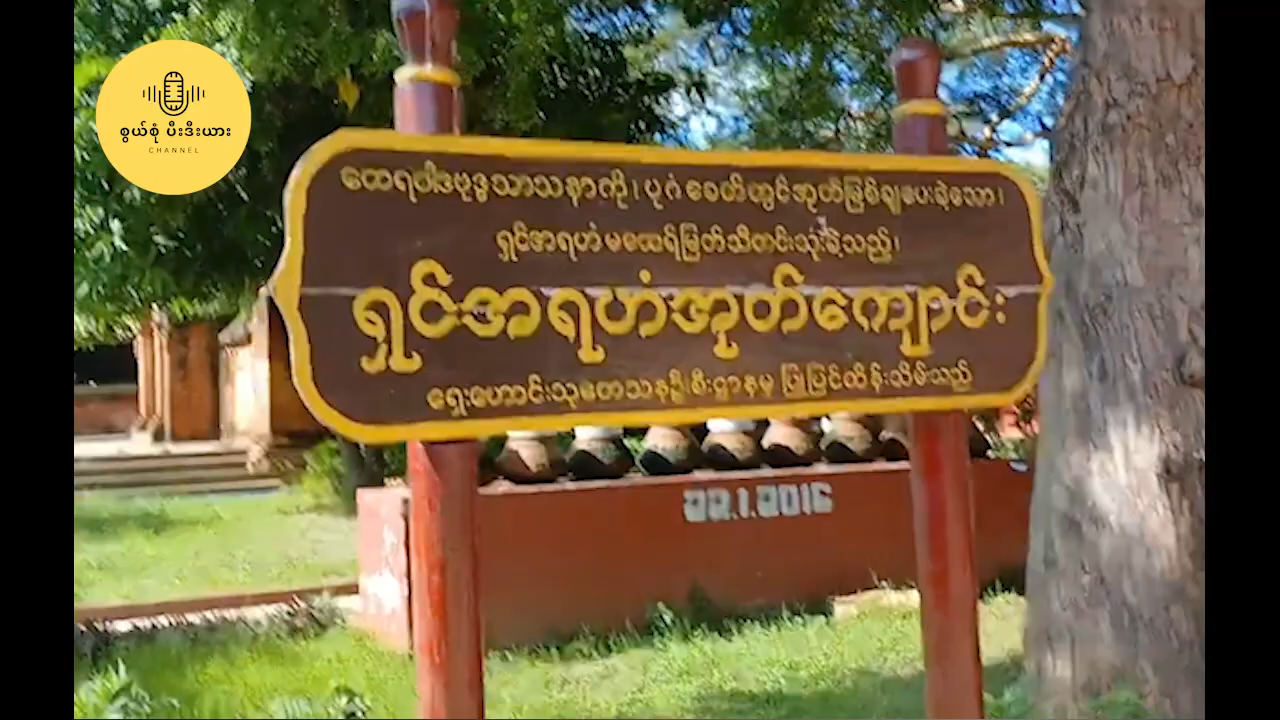 စွယ်စုံ ပီးဒီးယား
CHANNEL
ထေရဝါဒဗုဒ္ဓသာသနာကို၊ ပုဂံခေတ်တွင်အုတ်မြစ်ချပေးခဲ့သော၊
ရှင်အရဟံမထေရ်မြတ်သီတင်းသုံးခဲ့သည့်၊
ရှင်အရဟံအုတ်ကျောင်း
ရှေးဟောင်းသုတေသနဦးစီးဌာနမှ ပြုပြင်ထိန်းသိမ်းသည်